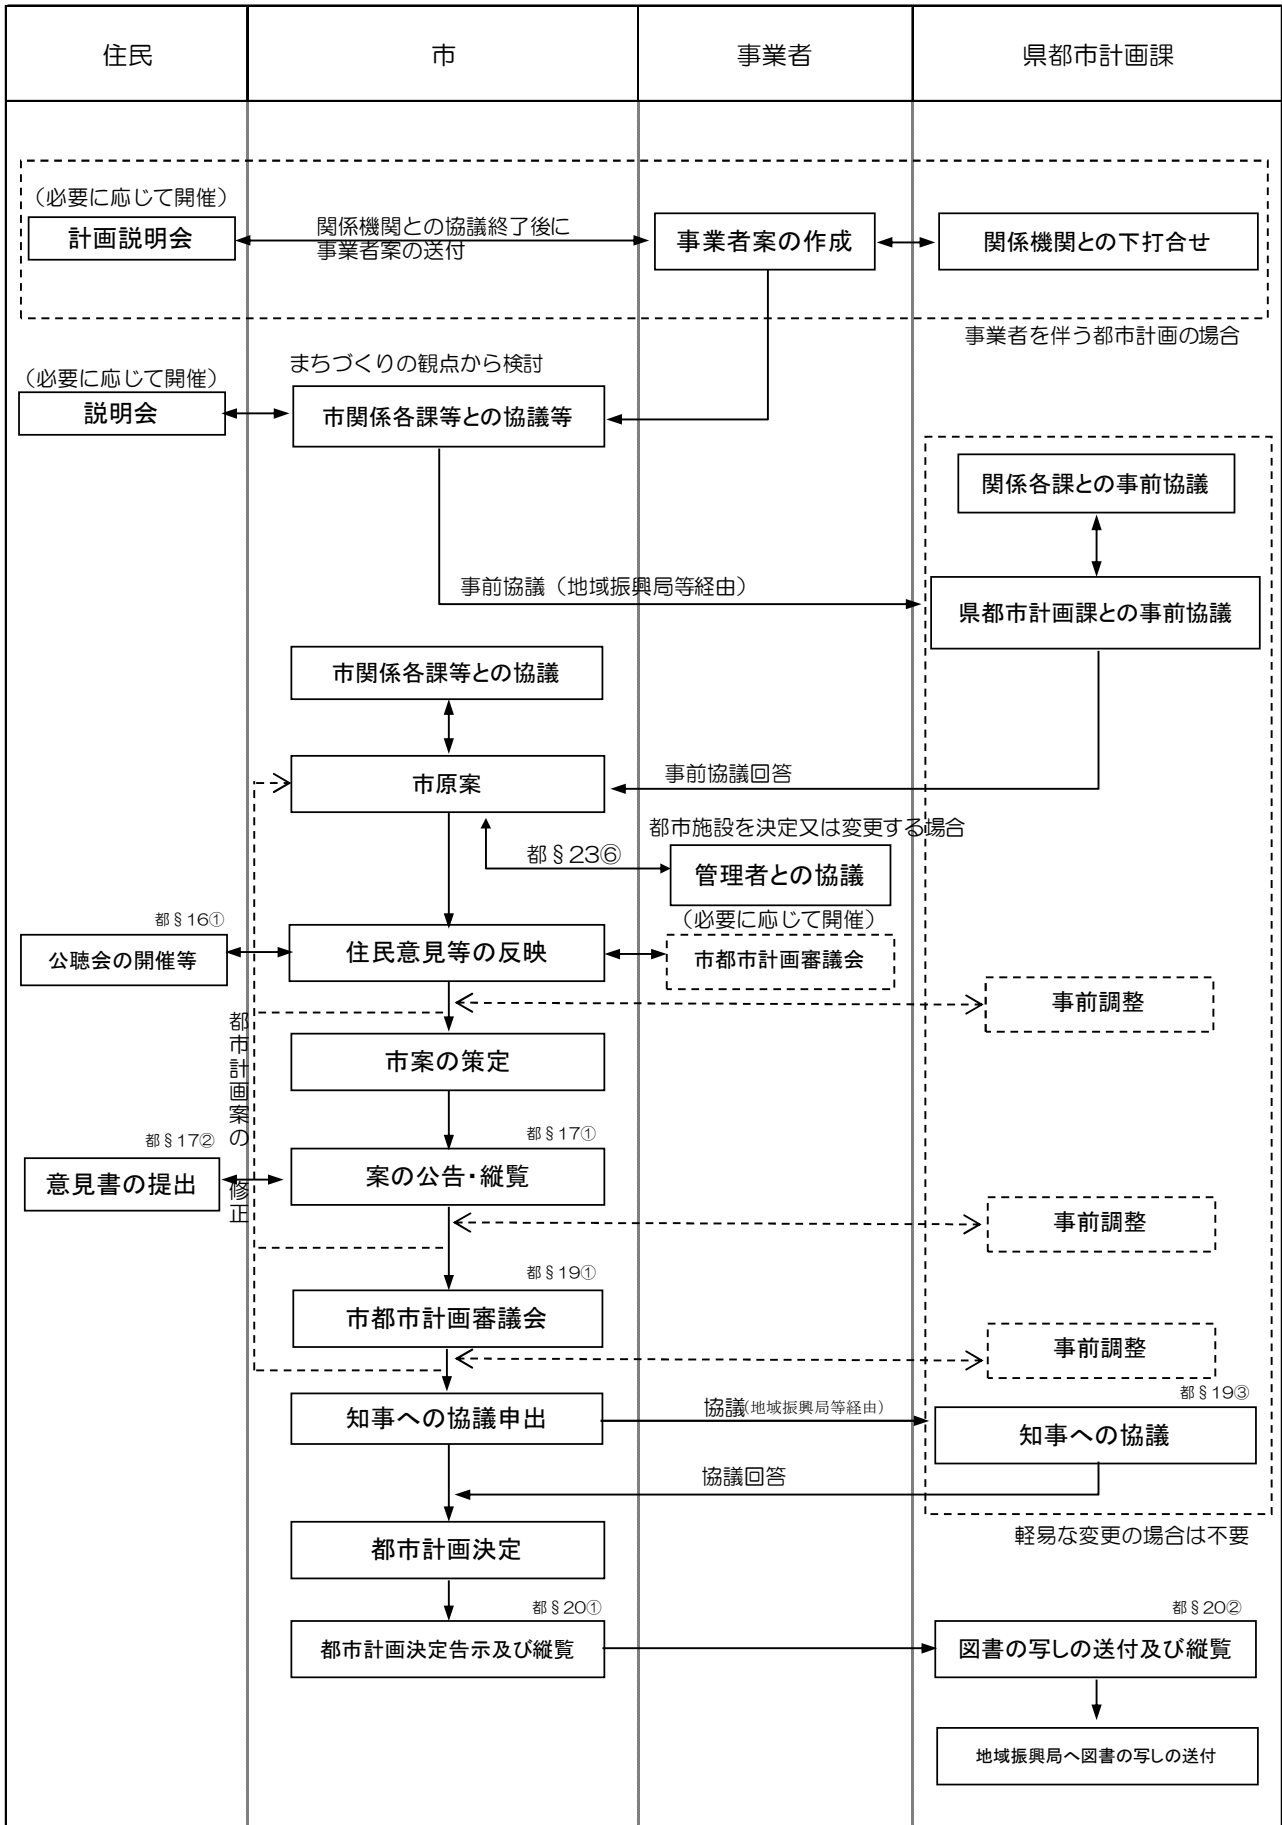 住民
市
事業者
県都市計画課
（必要に応じて開催）
計画説明会
関係機関との協議終了後に
事業者案の送付
事業者案の作成
関係機関との下打合せ
事業者を伴う都市計画の場合
まちづくりの観点から検討
（必要に応じて開催）
説明会
市関係各課等との協議等
関係各課との事前協議
事前協議（地域振興局等経由）
県都市計画課との事前協議
市関係各課等との協議
市原案
事前協議回答
都市施設を決定又は変更する場合
都§23⑥
管理者との協議
（必要に応じて開催）
都§16①
公聴会の開催等
住民意見等の反映
市都市計画審議会
事前調整
都市計画案の 修正
市案の策定
都§17②
都§17①
意見書の提出
案の公告・縦覧
事前調整
都§19①
市都市計画審議会
事前調整
都§19③
知事への協議申出
協議(地域振興局等経由)
知事への協議
協議回答
都市計画決定
軽易な変更の場合は不要
都§20①
都§20②
都市計画決定告示及び縦覧
図書の写しの送付及び縦覧
地域振興局へ図書の写しの送付